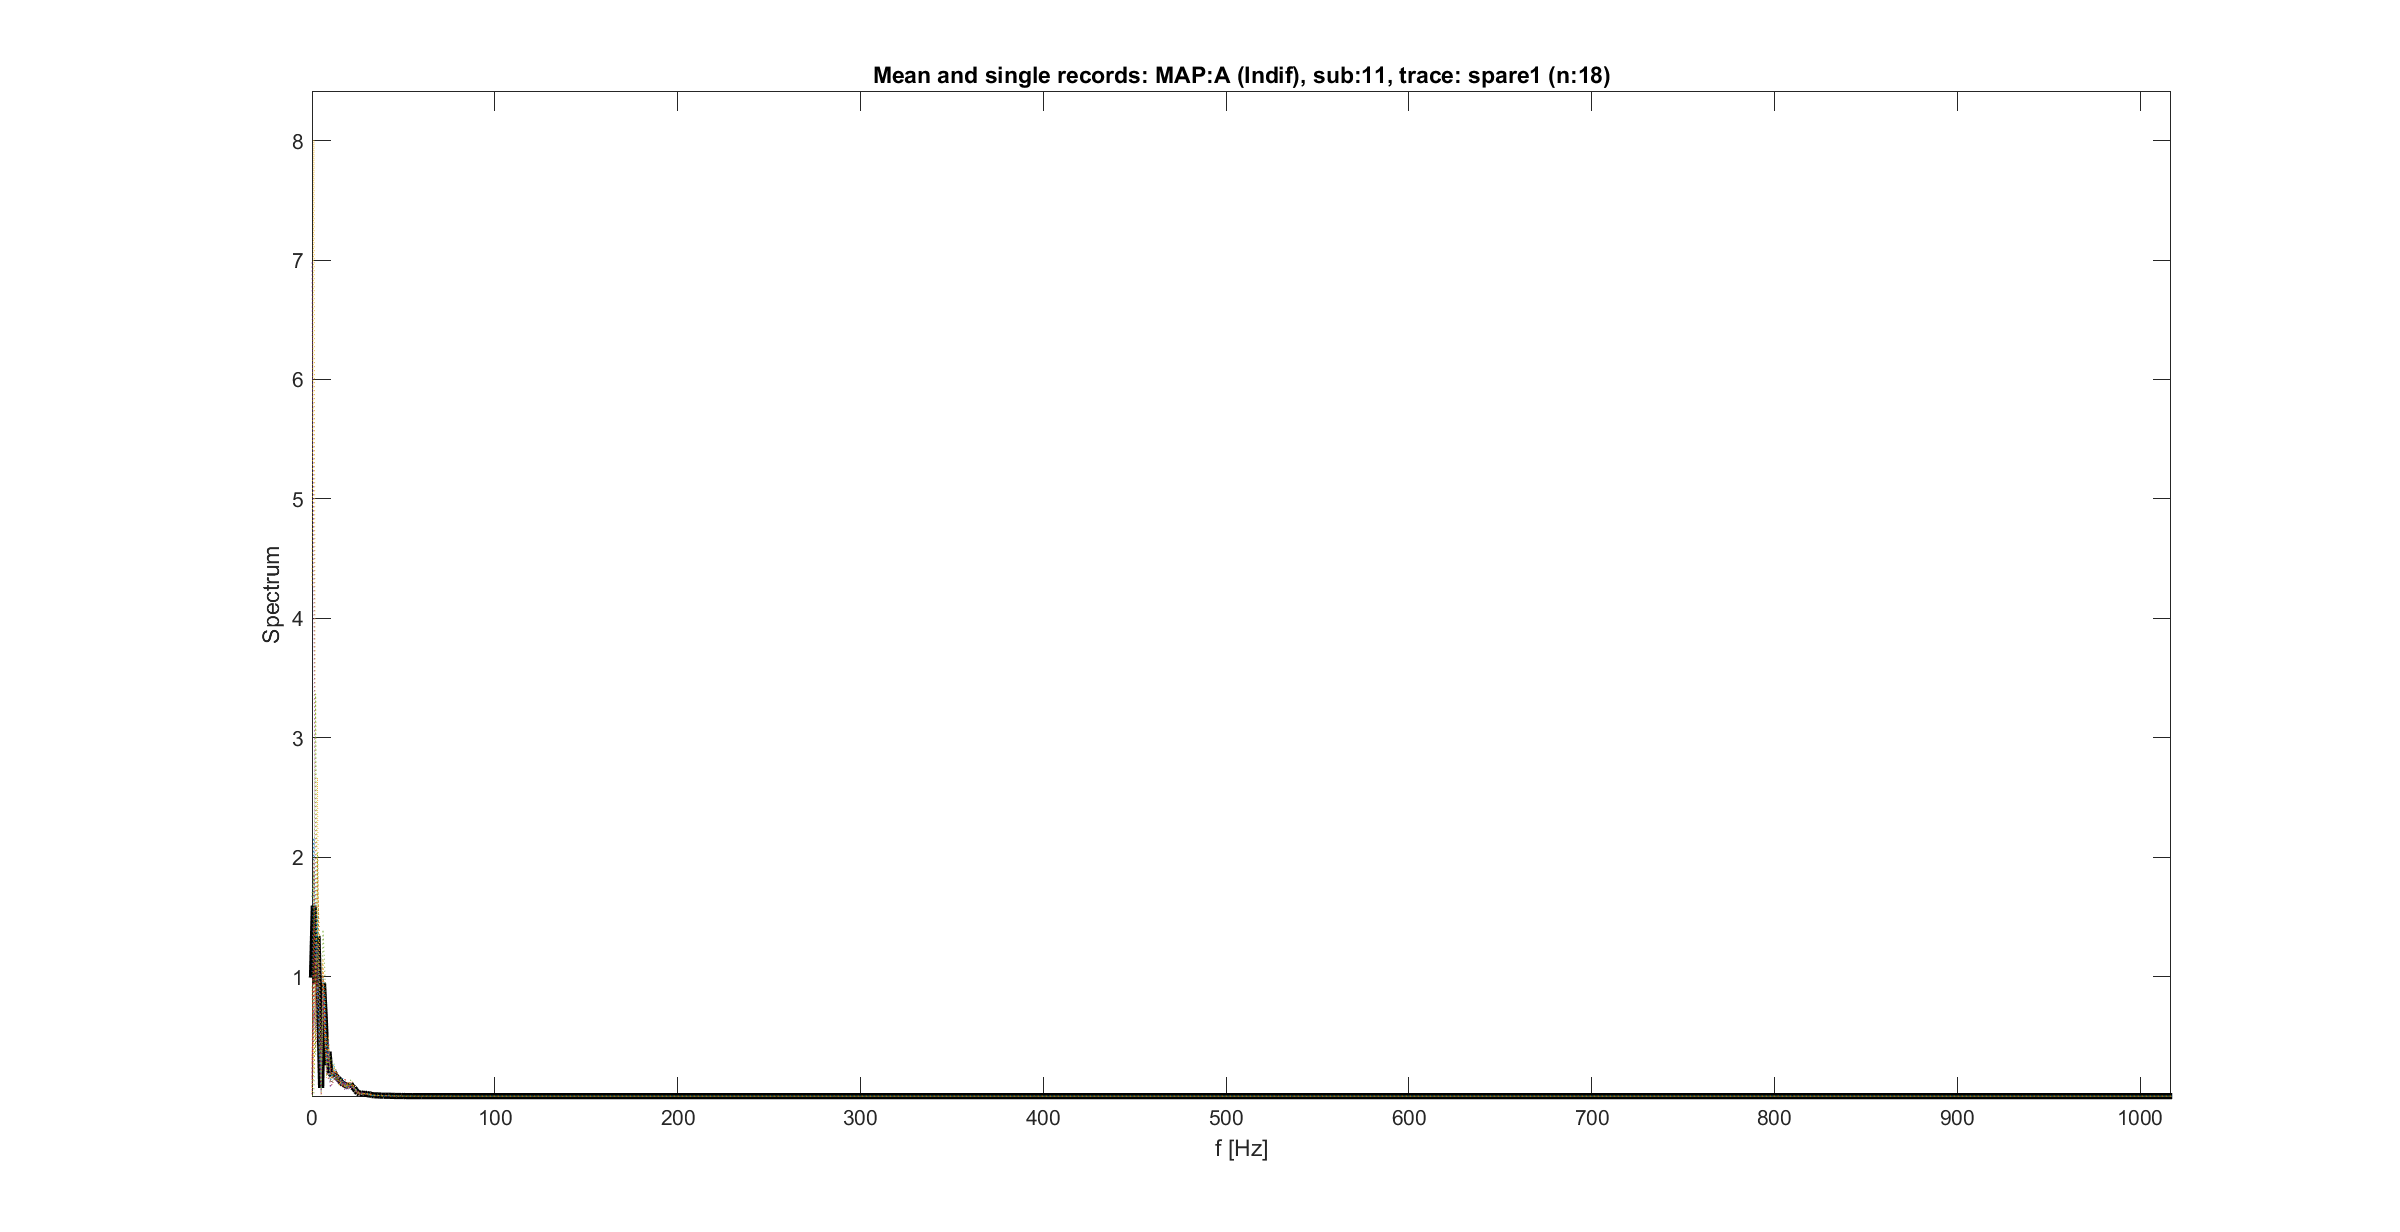 Mean and single records: MAP:A (Indif), sub:11, trace: spare1 (n:18)
8
7
6
5
4
3
2
1
Spectrum
0 100 200 300 400 500 600 700 800 900 1000
f [Hz]